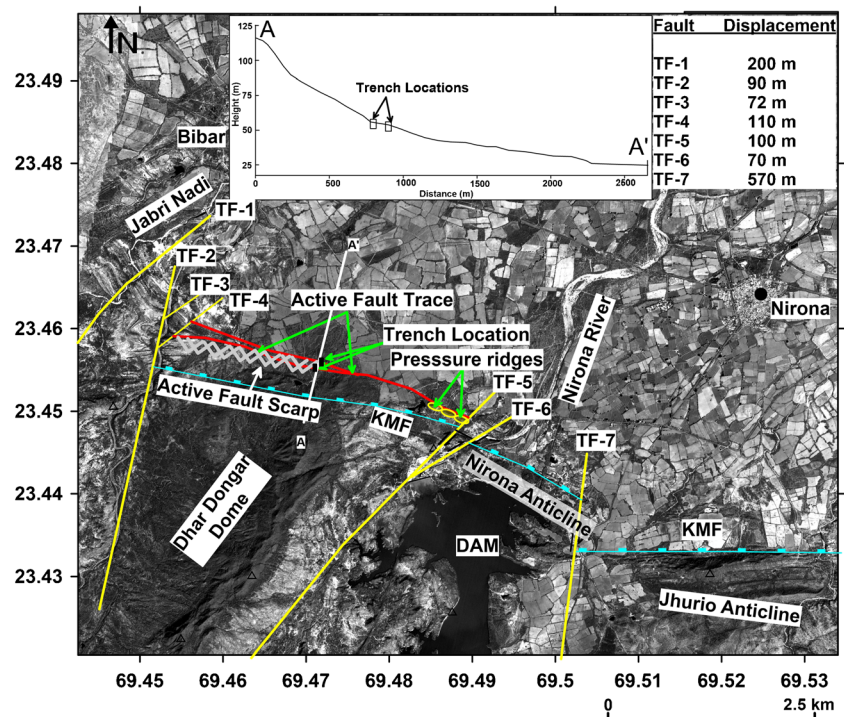 N
A
A'
Height (m)
115
100
75
50
25
Trench Locations
0
500
1000
1500
2000
2500
Distance (m)
Fault Displacement
TF-1 200 m
TF-2 90 m
TF-3 72 m
TF-4 110 m
TF-5 100 m
TF-6 70 m
TF-7 570 m
23.49
23.48
23.47
23.46
23.45
23.44
23.43
Bibar
Jabri Nadi
TF-1
TF-2
TF-3
TF-4
A'
Active Fault Trace
Trench Location
Presssure ridges
Nirona River
Nirona
TF-5
TF-6
Active Fault Scarp
KMF
A
TF-7
Nirona Anticline
Dhar Dongar
Dome
DAM
KMF
Jhurio Anticline
69.45
69.46
69.47
69.48
69.49
69.5
69.51
69.52
69.53
0
2.5 km